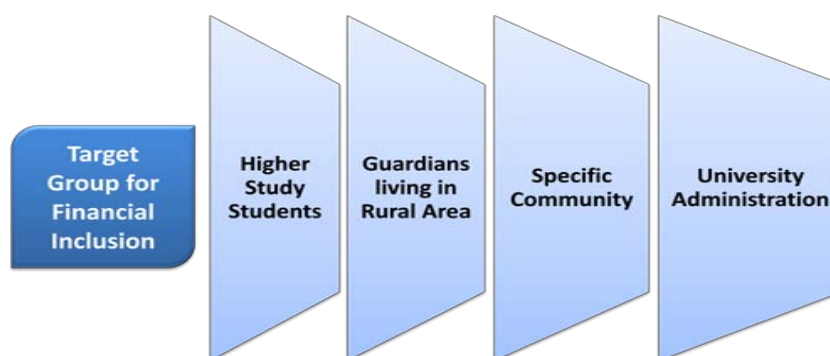 Target
Group for
Financial
Inclusion
Higher
Study
Students
Guardians
living in
Rural Area
Specific
Community
University
Administration